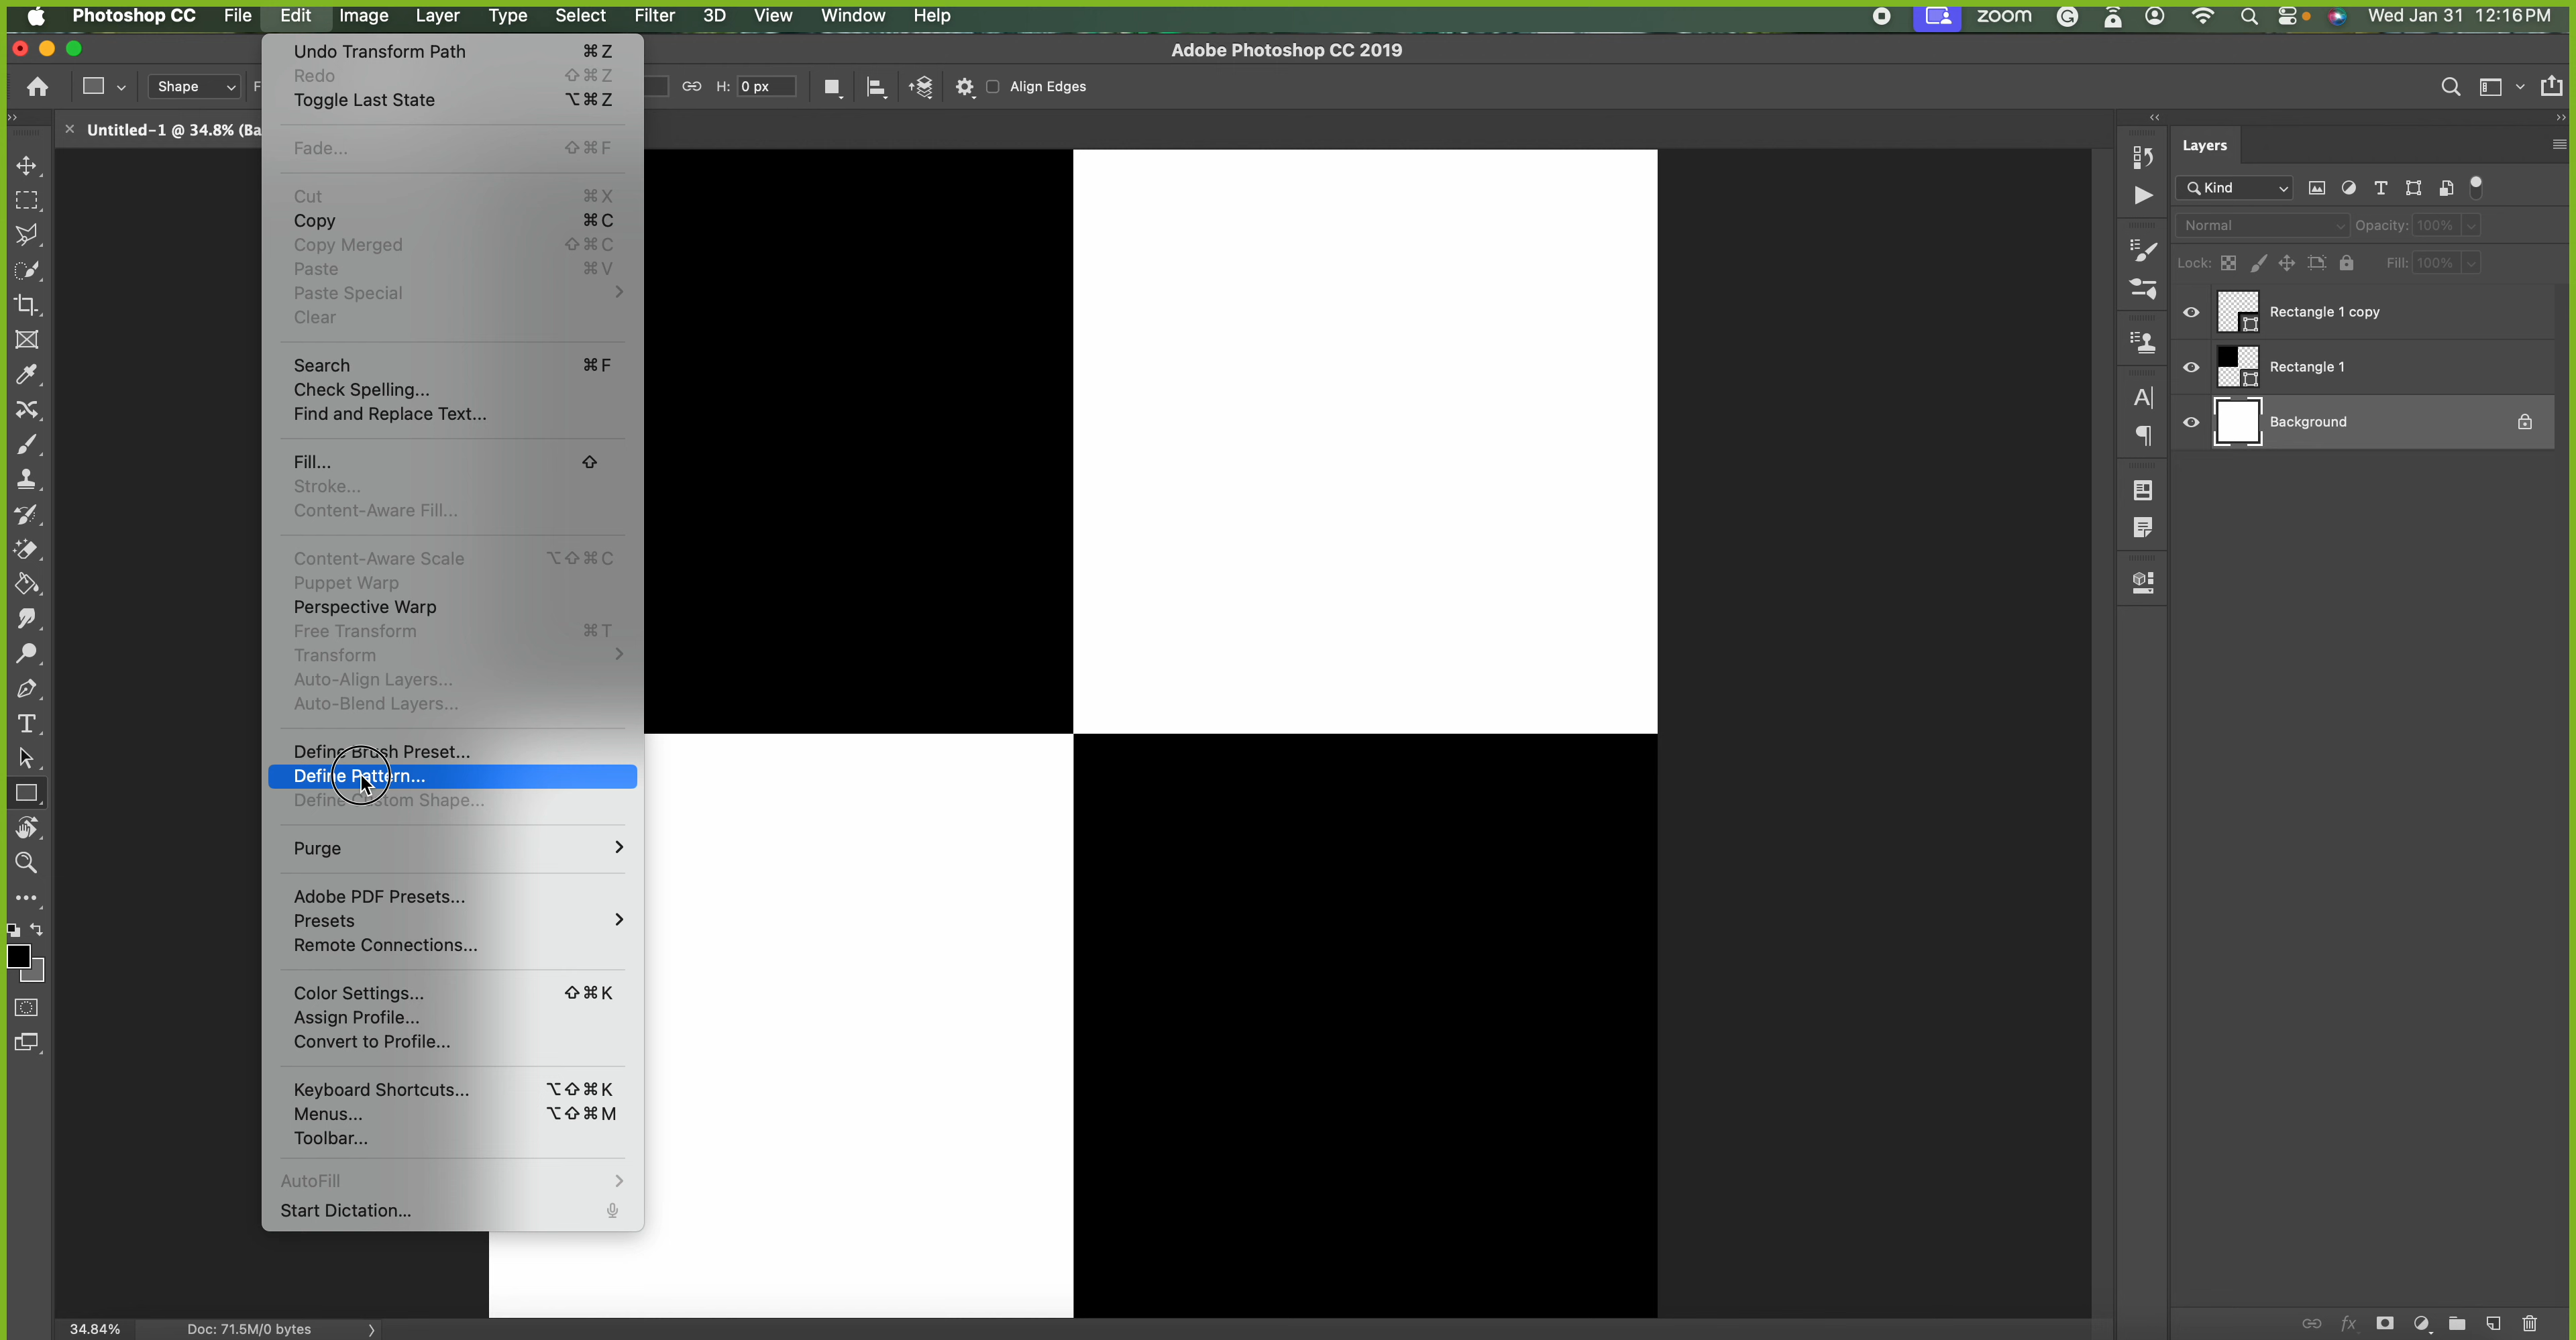 Photoshop CC File Edit Image Layer Type Select Filter 3D View Window Help zoom Wed Jan 31 12:16 PM
Adobe Photoshop CC 2019
Shape F H: 0 px Align Edges
Untitled-1 @ 34.8% (Ba
Undo Transform Path ⌘Z
Redo ⇧⌘Z
Toggle Last State ⌥⌘Z
Fade... ⇧⌘F
Cut ⌘X
Copy ⌘C
Copy Merged ⇧⌘C
Paste ⌘V
Paste Special
Clear
Search ⌘F
Check Spelling...
Find and Replace Text...
Fill... ⇧
Stroke...
Content-Aware Fill...
Content-Aware Scale ⌥⇧⌘C
Puppet Warp
Perspective Warp
Free Transform ⌘T
Transform
Auto-Align Layers...
Auto-Blend Layers...
Define Brush Preset...
Define Pattern...
Define Custom Shape...
Purge
Adobe PDF Presets...
Presets
Remote Connections...
Color Settings... ⇧⌘K
Assign Profile...
Convert to Profile...
Keyboard Shortcuts... ⌥⇧⌘K
Menus... ⌥⇧⌘M
Toolbar...
AutoFill
Start Dictation...
34.84% Doc: 71.5M/0 bytes
Layers
Kind
Normal Opacity: 100%
Lock: Fill: 100%
Rectangle 1 copy
Rectangle 1
Background
fx